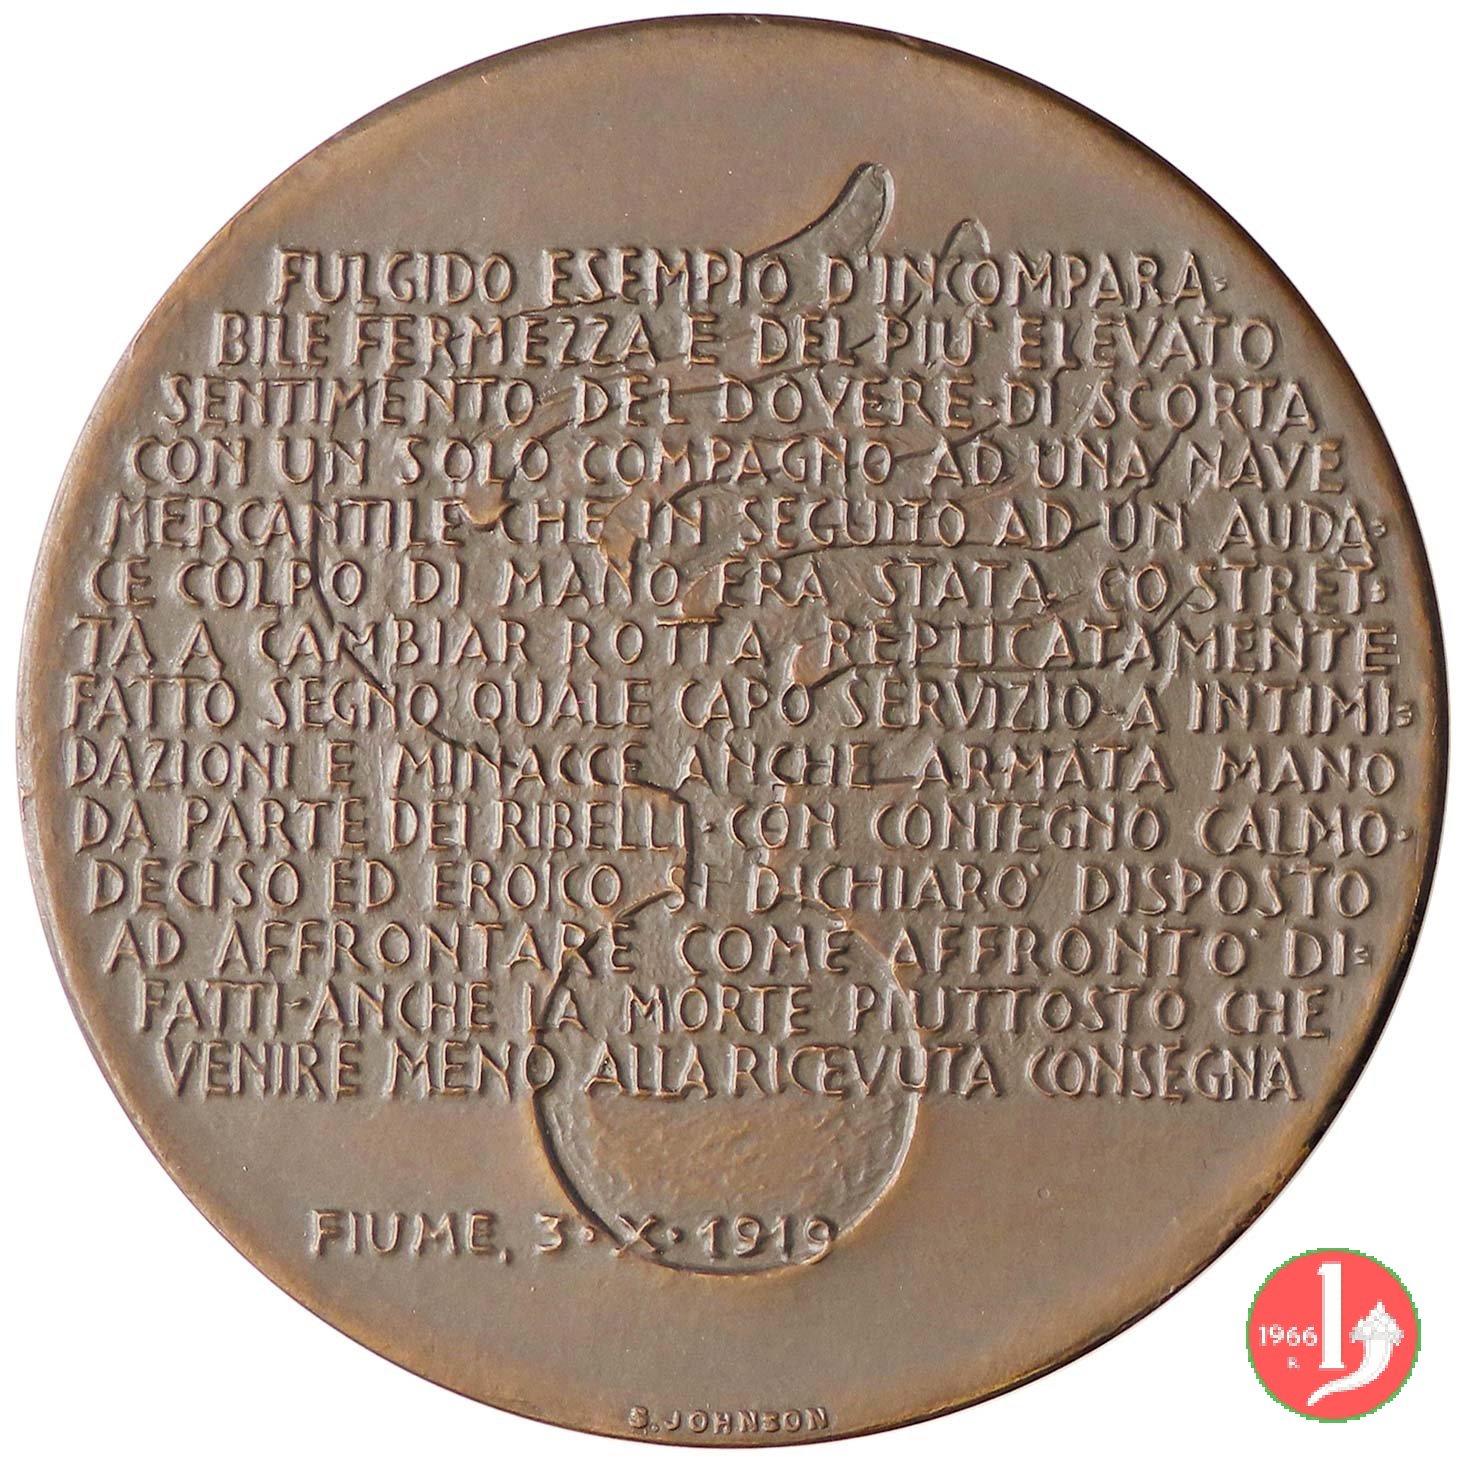 FULGIDO ESEMPIO D'INCOMPARA-
BILE FERMEZZA E DEL PIÙ ELEVATO
SENTIMENTO DEL DOVERE-DI SCORTA
CON UN SOLO COMPAGNO AD UNA NAVE
MERCANTILE CHE IN SEGUITO AD UN AUDA=
CE COLPO DI MANO ERA STATA COSTRET=
TA A CAMBIAR ROTTA REPLICATAMENTE
FATTO SEGNO QUALE CAPO SERVIZIO A INTIMI=
DAZIONI E MINACCE ANCHE ARMATA MANO
DA PARTE DEI RIBELLI · CON CONTEGNO CALMO·
DECISO ED EROICO SI DICHIARO' DISPOSTO
AD AFFRONTARE COME AFFRONTO' DI=
FATTI-ANCHE LA MORTE PIUTTOSTO CHE
VENIRE MENO ALLA RICEVUTA CONSEGNA
FIUME, 3·X·1919
S. JOHNSON
1966
R